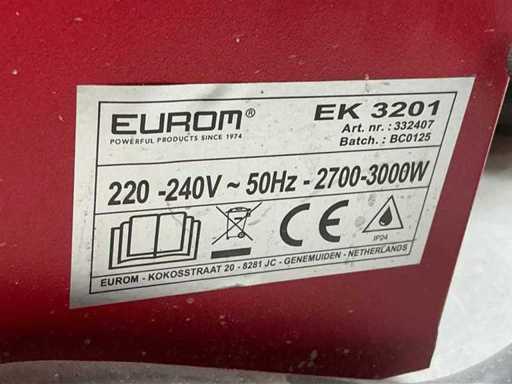 EUROM®
POWERFUL PRODUCTS SINCE 1974
EK 3201
Art. nr. : 332407
Batch. : BC0125
220 -240V ~ 50Hz - 2700-3000W
CE
IP24
EUROM - KOKOSSTRAAT 20 - 8281 JC - GENEMUIDEN - NETHERLANDS